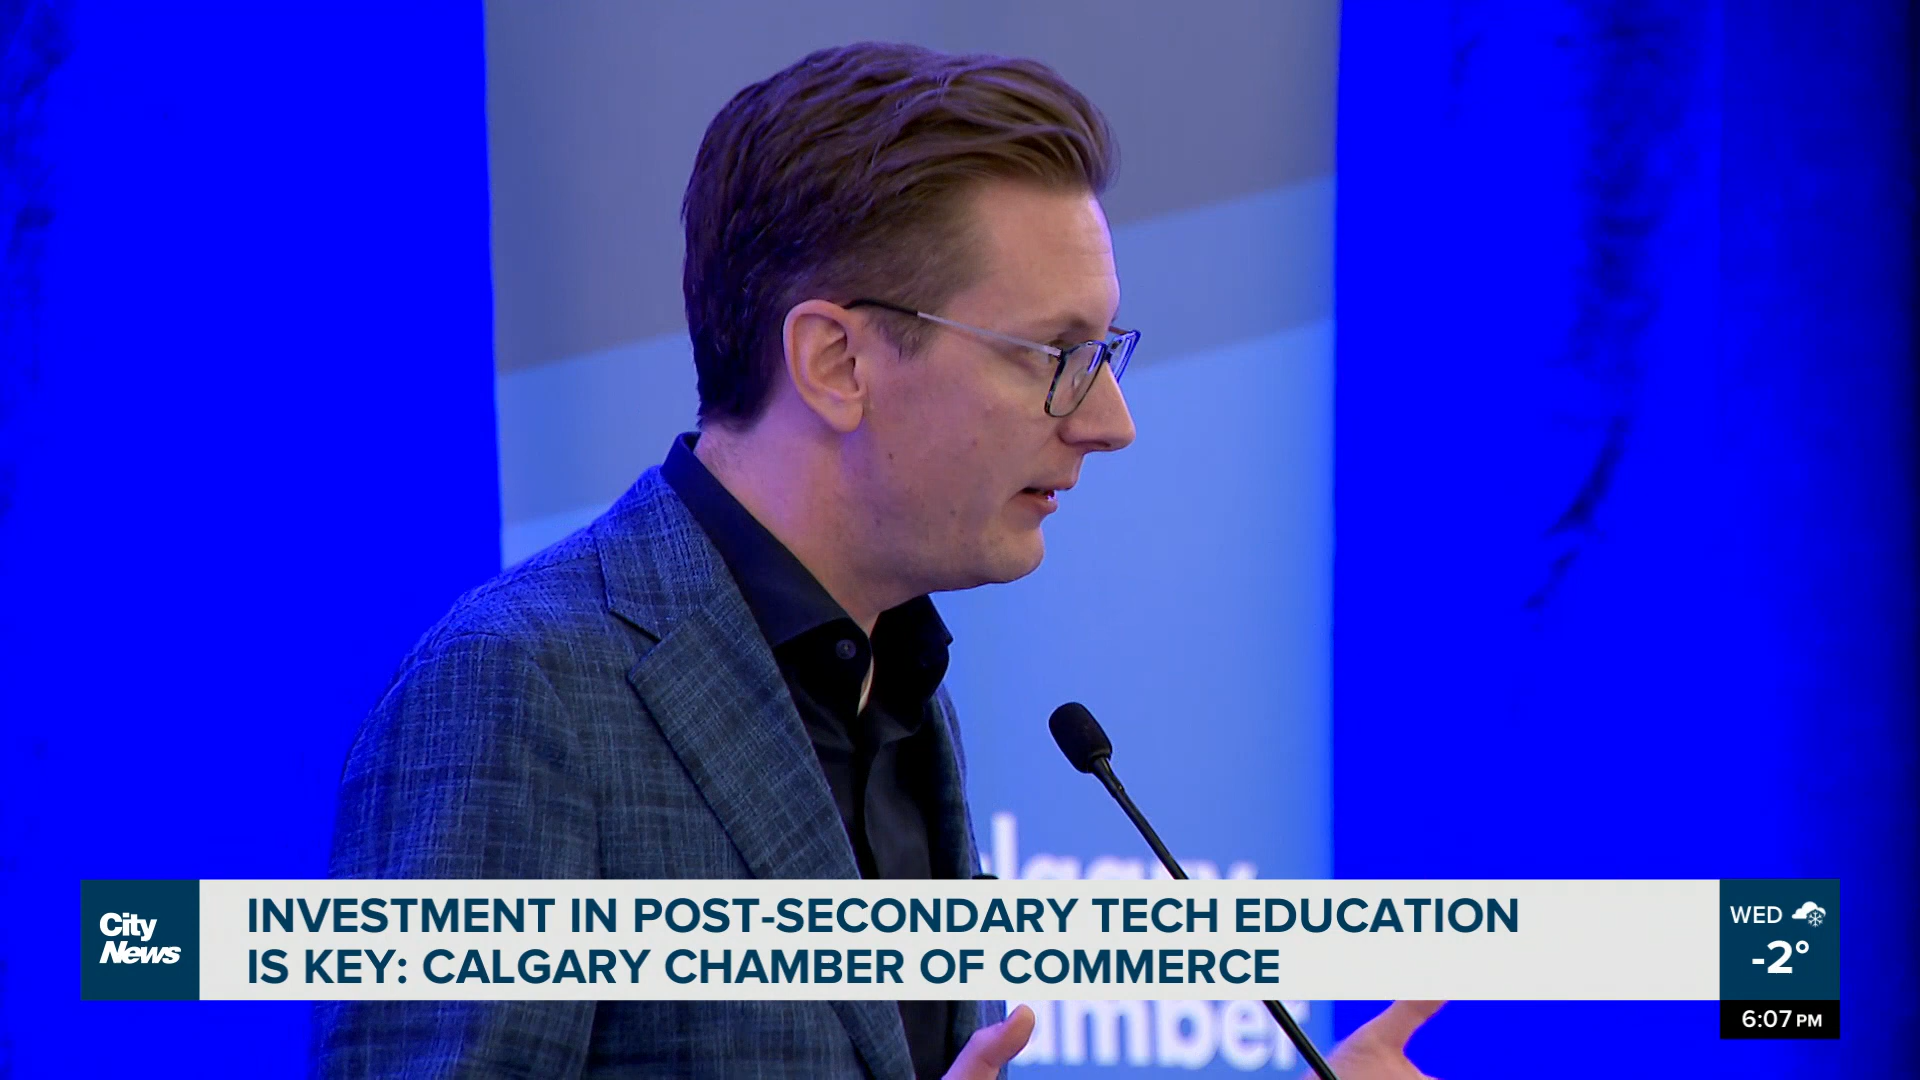 City
News
INVESTMENT IN POST-SECONDARY TECH EDUCATION
IS KEY: CALGARY CHAMBER OF COMMERCE
WED
-2°
6:07 PM